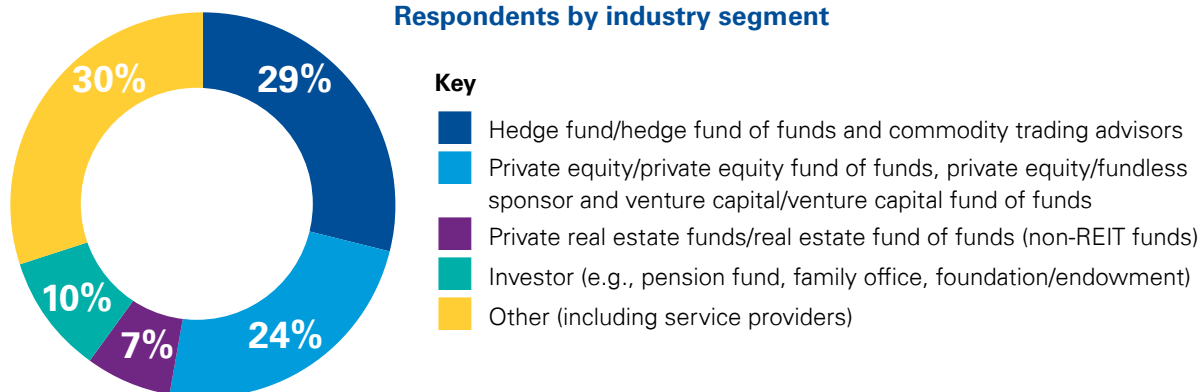 Respondents by industry segment
30%
29%
10%
7%
24%
Key
Hedge fund/hedge fund of funds and commodity trading advisors
Private equity/private equity fund of funds, private equity/fundless
sponsor and venture capital/venture capital fund of funds
Private real estate funds/real estate fund of funds (non-REIT funds)
Investor (e.g., pension fund, family office, foundation/endowment)
Other (including service providers)